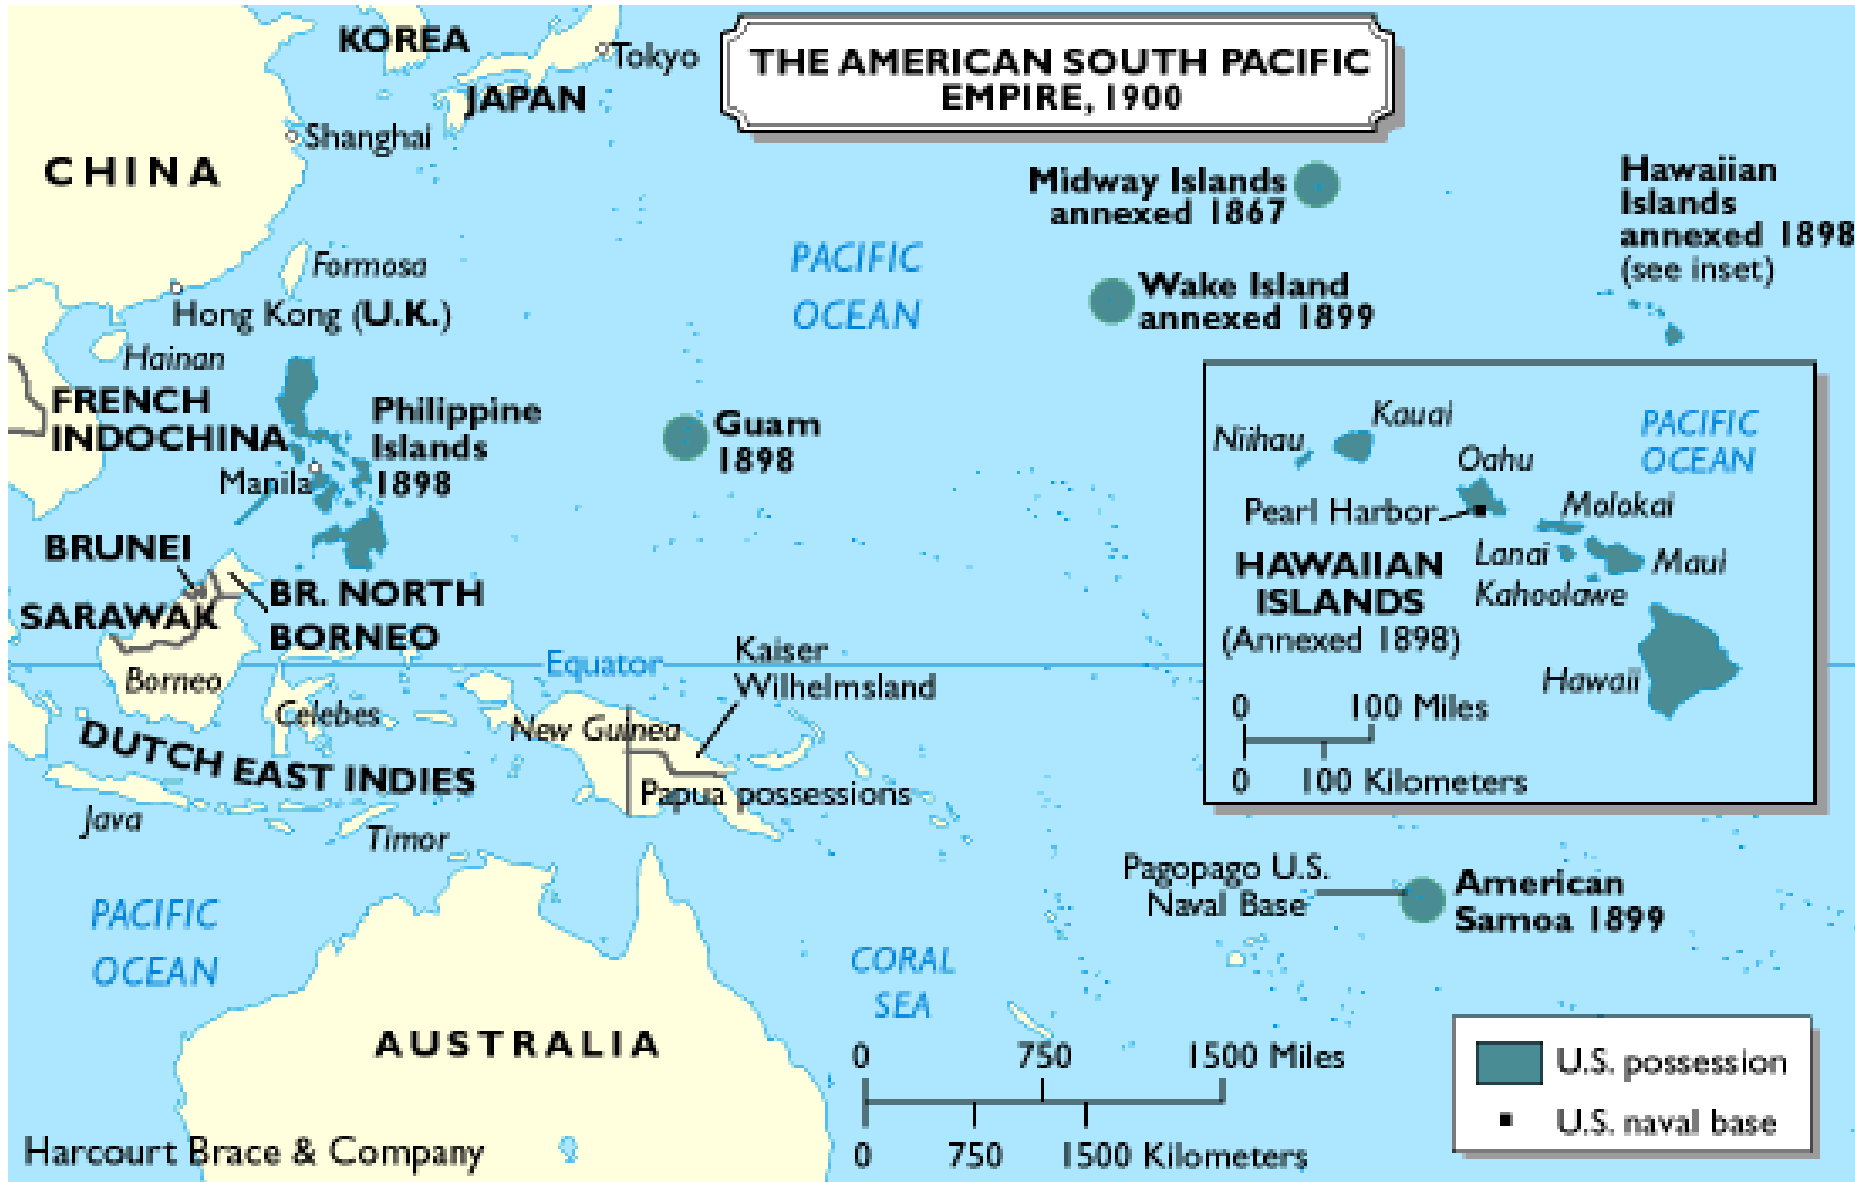 KOREA
Tokyo
JAPAN
THE AMERICAN SOUTH PACIFIC
EMPIRE, 1900
Shanghai
CHINA
Midway Islands
annexed 1867
Hawaiian
Islands
annexed 1898
(see inset)
Formosa
PACIFIC
OCEAN
Hong Kong (U.K.)
Wake Island
annexed 1899
Hainan
FRENCH
INDOCHINA
Philippine
Islands
1898
Manila
Guam
1898
Niihau
Kauai
Oahu
PACIFIC
OCEAN
Pearl Harbor
Molokai
Lanai
Maui
Kahoolawe
HAWAIIAN
ISLANDS
(Annexed 1898)
Hawaii
0 100 Miles
0 100 Kilometers
BRUNEI
SARAWAK
BR. NORTH
BORNEO
Borneo
Celebes
Equator
Kaiser
Wilhelmsland
New Guinea
DUTCH EAST INDIES
Papua possessions
Java
Timor
Pagopago U.S.
Naval Base
American
Samoa 1899
PACIFIC
OCEAN
CORAL
SEA
AUSTRALIA
0 750 1500 Miles
0 750 1500 Kilometers
U.S. possession
U.S. naval base
Harcourt Brace & Company